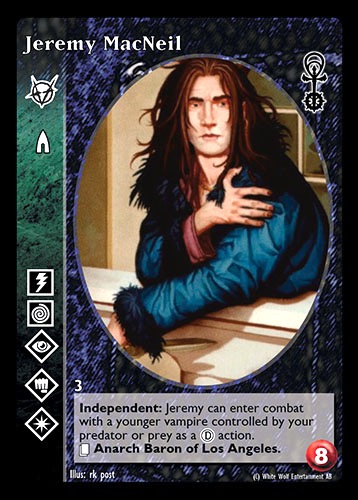 Jeremy MacNeil
3
Independent: Jeremy can enter combat
with a younger vampire controlled by your
predator or prey as a Ⓓ action.
Anarch Baron of Los Angeles.
8
Illus: rk post
(C) White Wolf Entertainment AB